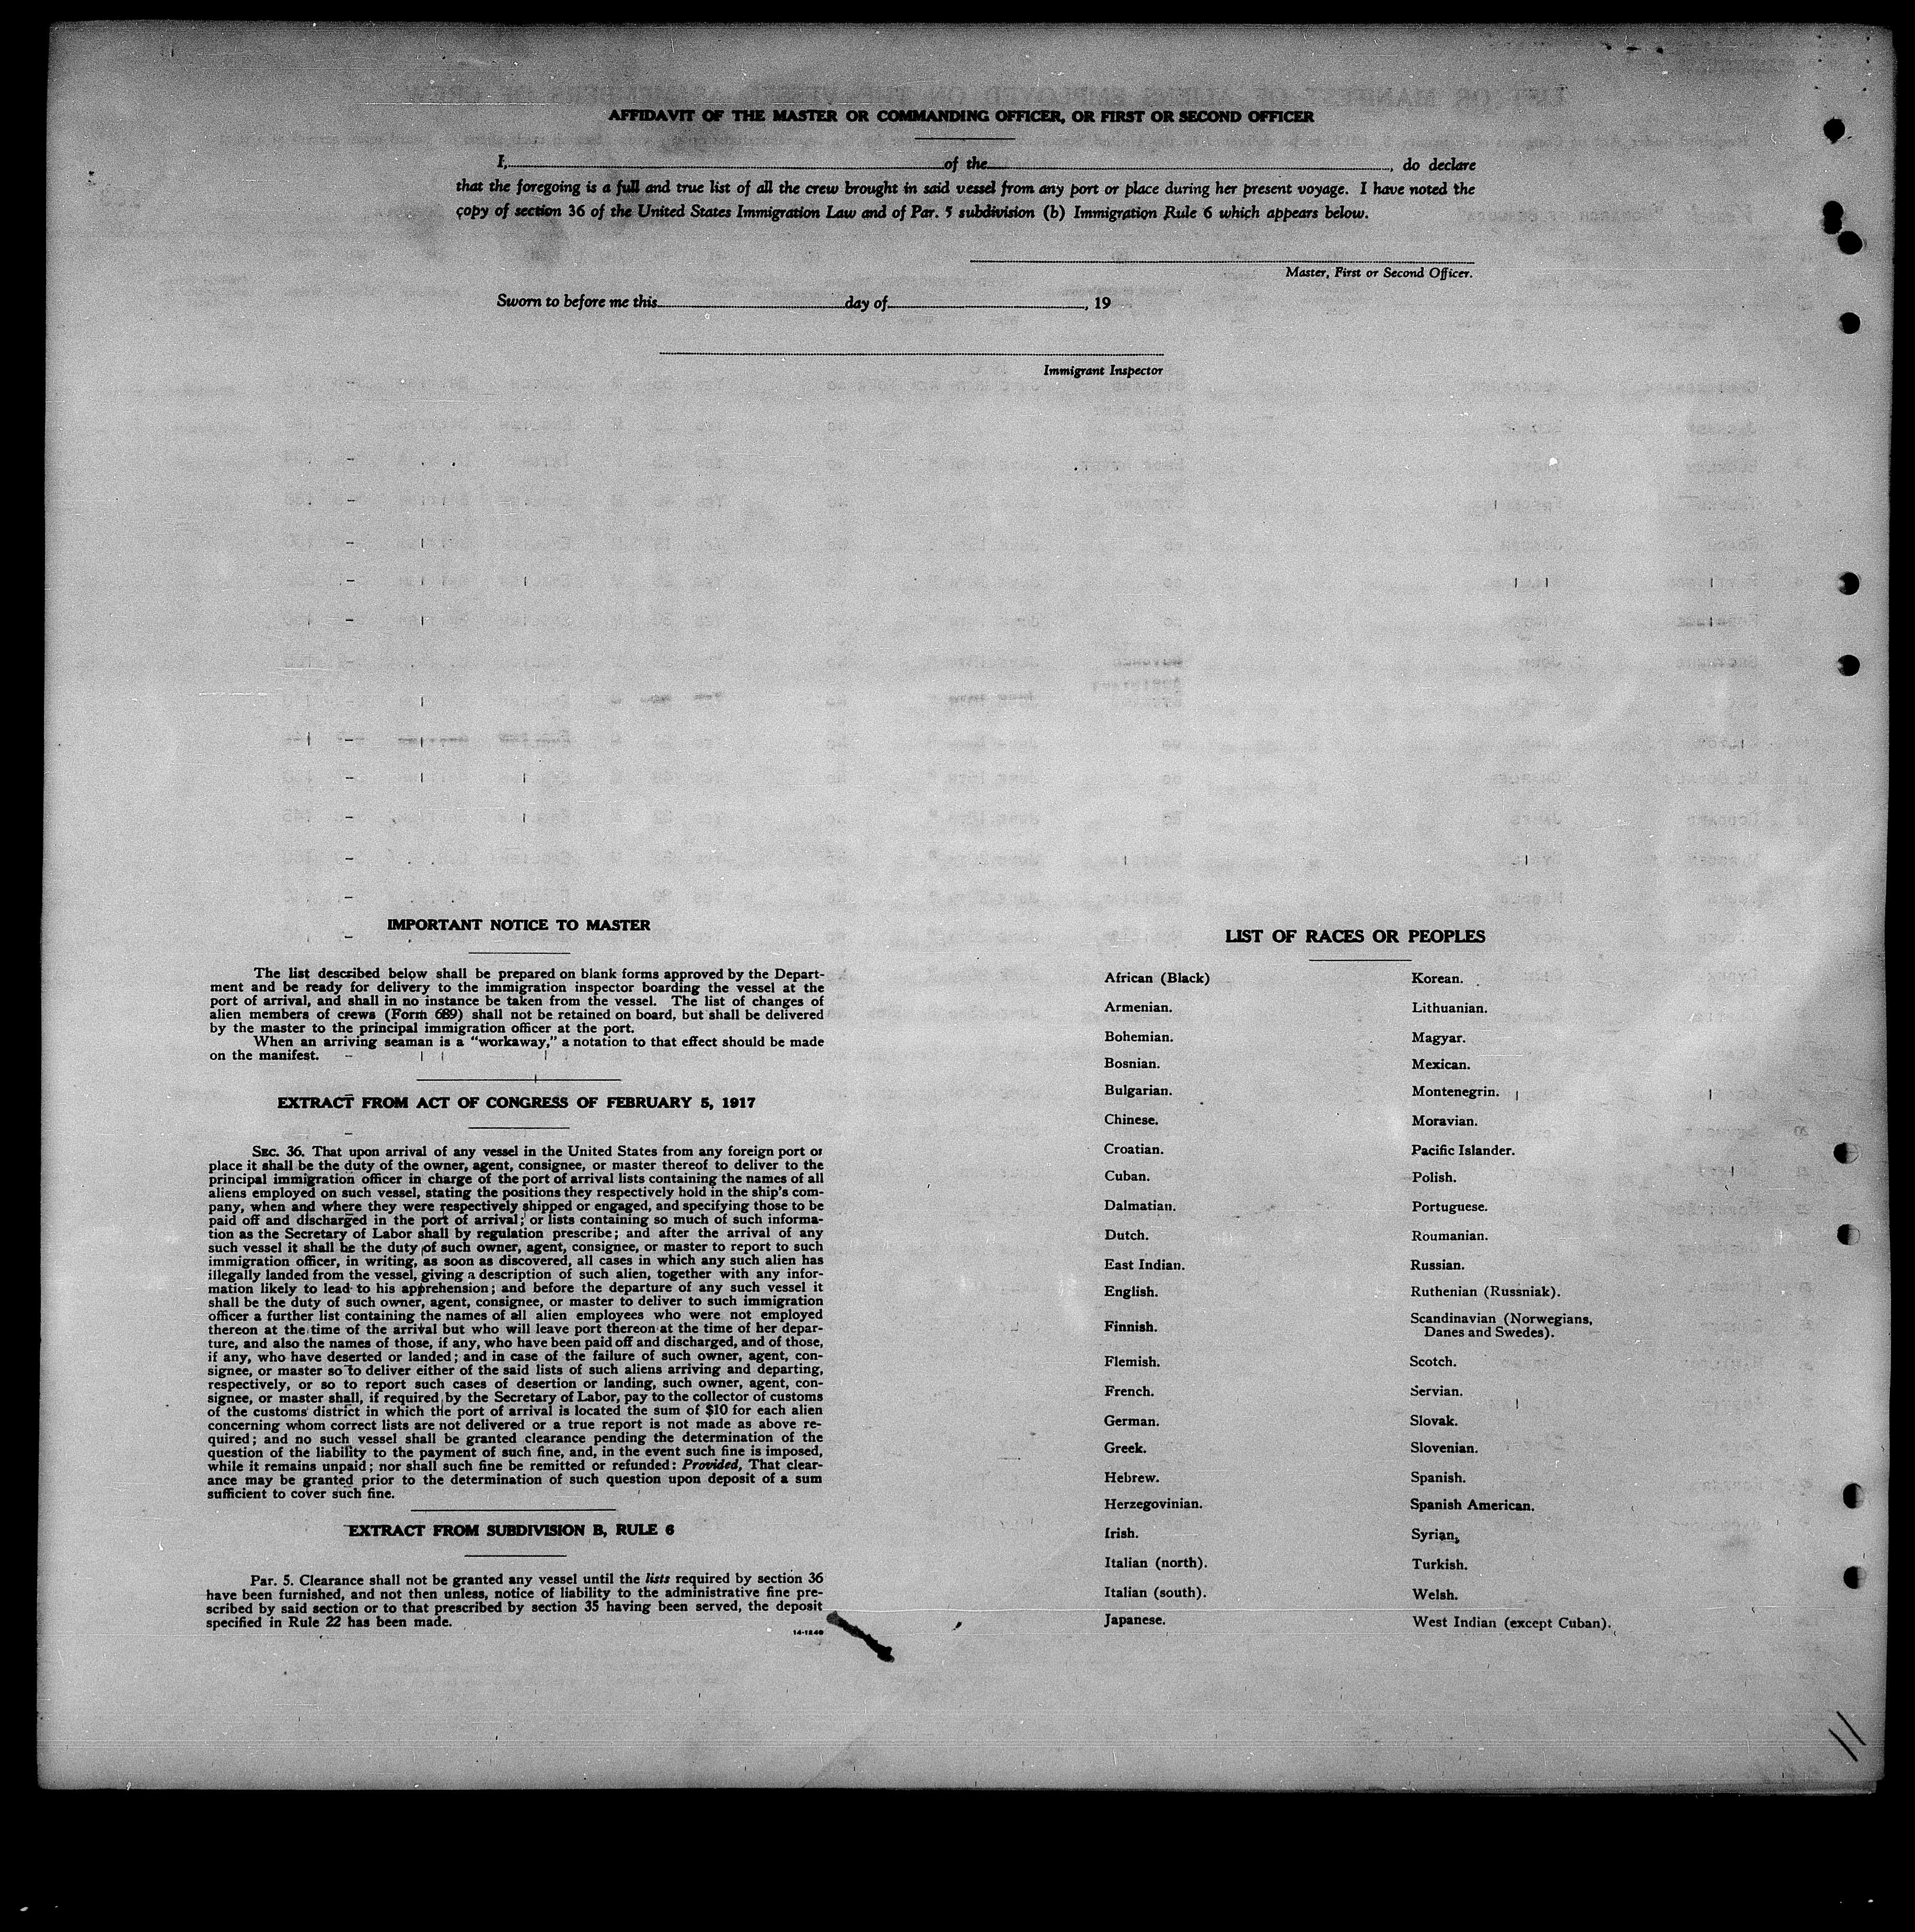 AFFIDAVIT OF THE MASTER OR COMMANDING OFFICER, OR FIRST OR SECOND OFFICER
I, of the , do declare
that the foregoing is a full and true list of all the crew brought in said vessel from any port or place during her present voyage. I have noted the
copy of section 36 of the United States Immigration Law and of Par. 5 subdivision (b) Immigration Rule 6 which appears below.
Master, First or Second Officer.
Sworn to before me this day of , 19
Immigrant Inspector
IMPORTANT NOTICE TO MASTER
The list described below shall be prepared on blank forms approved by the Depart-
ment and be ready for delivery to the immigration inspector boarding the vessel at the
port of arrival, and shall in no instance be taken from the vessel. The list of changes of
alien members of crews (Form 689) shall not be retained on board, but shall be delivered
by the master to the principal immigration officer at the port.
When an arriving seaman is a “workaway,” a notation to that effect should be made
on the manifest.
EXTRACT FROM ACT OF CONGRESS OF FEBRUARY 5, 1917
SEC. 36. That upon arrival of any vessel in the United States from any foreign port or
place it shall be the duty of the owner, agent, consignee, or master thereof to deliver to the
principal immigration officer in charge of the port of arrival lists containing the names of all
aliens employed on such vessel, stating the positions they respectively hold in the ship's com-
pany, when and where they were respectively shipped or engaged, and specifying those to be
paid off and discharged in the port of arrival; or lists containing so much of such informa-
tion as the Secretary of Labor shall by regulation prescribe; and after the arrival of any
such vessel it shall be the duty of such owner, agent, consignee, or master to report to such
immigration officer, in writing, as soon as discovered, all cases in which any such alien has
illegally landed from the vessel, giving a description of such alien, together with any infor-
mation likely to lead to his apprehension; and before the departure of any such vessel it
shall be the duty of such owner, agent, consignee, or master to deliver to such immigration
officer a further list containing the names of all alien employees who were not employed
thereon at the time of the arrival but who will leave port thereon at the time of her depar-
ture, and also the names of those, if any, who have been paid off and discharged, and of those,
if any, who have deserted or landed; and in case of the failure of such owner, agent, con-
signee, or master so to deliver either of the said lists of such aliens arriving and departing,
respectively, or so to report such cases of desertion or landing, such owner, agent, con-
signee, or master shall, if required by the Secretary of Labor, pay to the collector of customs
of the customs district in which the port of arrival is located the sum of $10 for each alien
concerning whom correct lists are not delivered or a true report is not made as above re-
quired; and no such vessel shall be granted clearance pending the determination of the
question of the liability to the payment of such fine, and, in the event such fine is imposed,
while it remains unpaid; nor shall such fine be remitted or refunded: Provided, That clear-
ance may be granted prior to the determination of such question upon deposit of a sum
sufficient to cover such fine.
EXTRACT FROM SUBDIVISION B, RULE 6
Par. 5. Clearance shall not be granted any vessel until the lists required by section 36
have been furnished, and not then unless, notice of liability to the administrative fine pre-
scribed by said section or to that prescribed by section 35 having been served, the deposit
specified in Rule 22 has been made.
14-1240
LIST OF RACES OR PEOPLES
African (Black)
Armenian.
Bohemian.
Bosnian.
Bulgarian.
Chinese.
Croatian.
Cuban.
Dalmatian.
Dutch.
East Indian.
English.
Finnish.
Flemish.
French.
German.
Greek.
Hebrew.
Herzegovinian.
Irish.
Italian (north).
Italian (south).
Japanese.
Korean.
Lithuanian.
Magyar.
Mexican.
Montenegrin.
Moravian.
Pacific Islander.
Polish.
Portuguese.
Roumanian.
Russian.
Ruthenian (Russniak).
Scandinavian (Norwegians,
Danes and Swedes).
Scotch.
Servian.
Slovak.
Slovenian.
Spanish.
Spanish American.
Syrian.
Turkish.
Welsh.
West Indian (except Cuban).